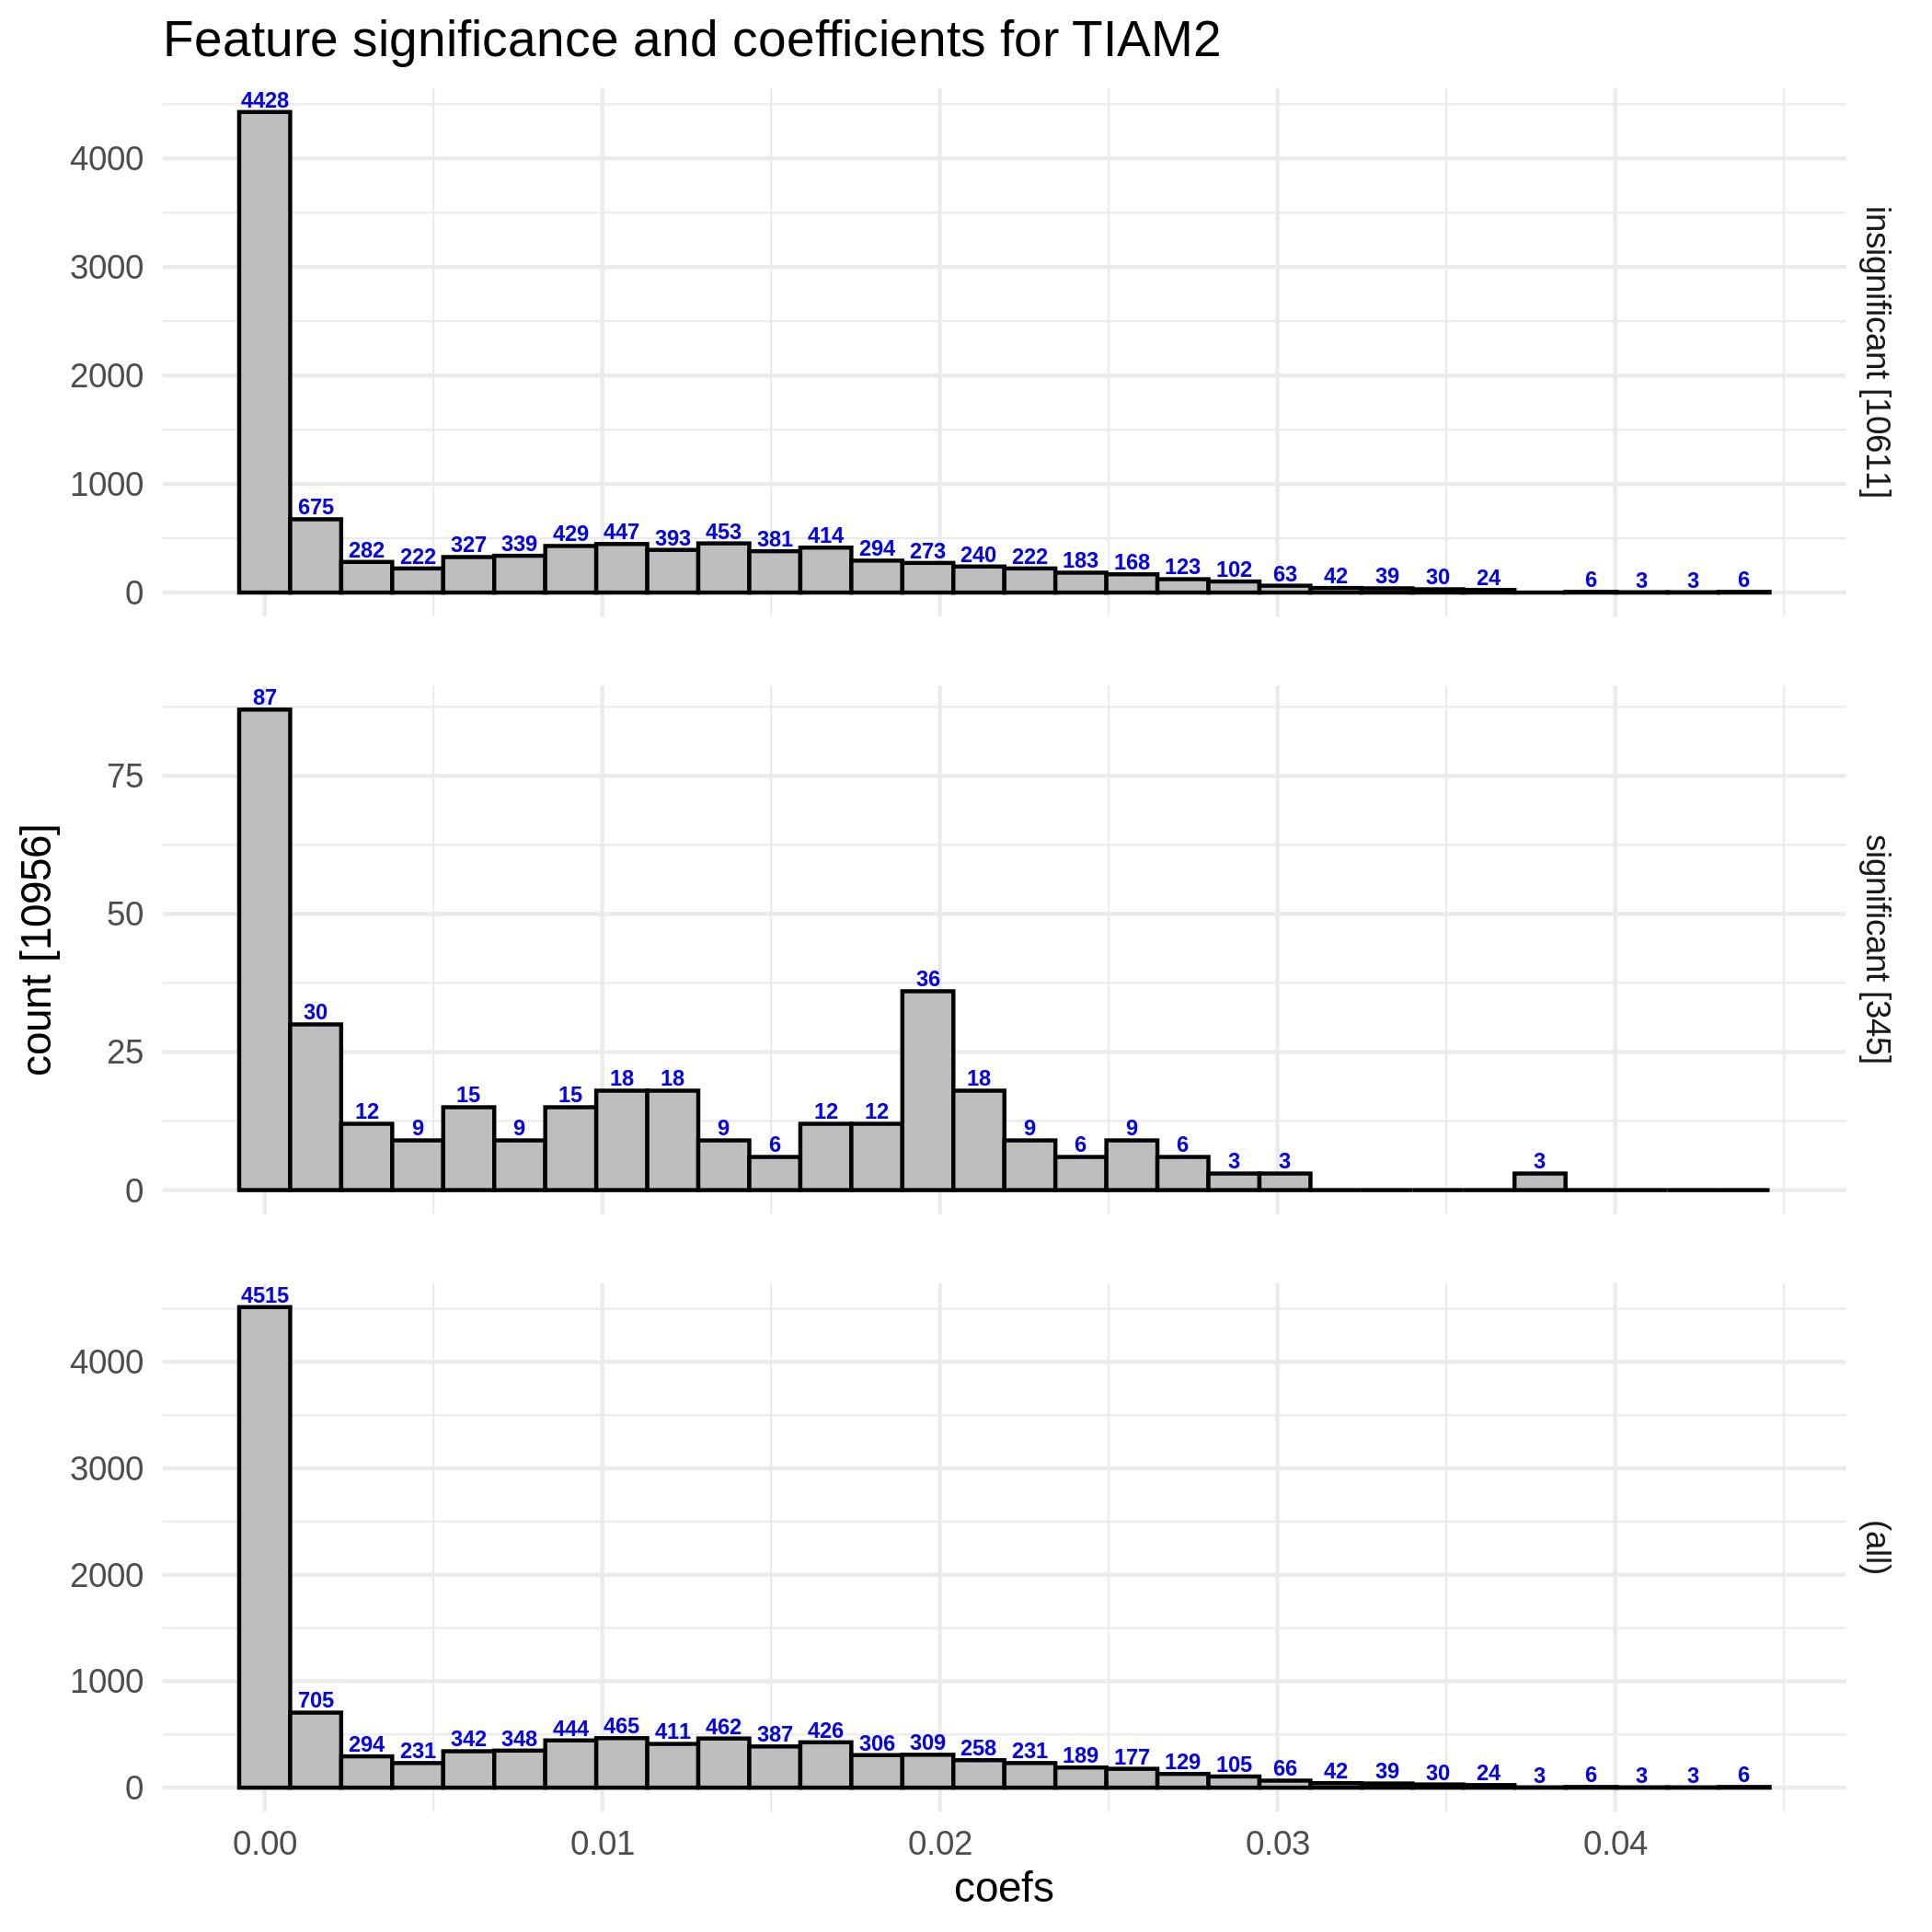 Feature significance and coefficients for TIAM2
4428
675 282 222 327 339 429 447 393 453 381 414 294 273 240 222 183 168 123 102 63 42 39 30 24 6 3 3 6
4000
3000
2000
1000
0
insignificant [10611]
87
30 12 9 15 9 15 18 18 9 6 12 12 36 18 9 6 9 6 3 3 3
75
50
25
0
significant [345]
count [10956]
4515
705 294 231 342 348 444 465 411 462 387 426 306 309 258 231 189 177 129 105 66 42 39 30 24 3 6 3 3 6
4000
3000
2000
1000
0
(all)
0.00 0.01 0.02 0.03 0.04
coefs